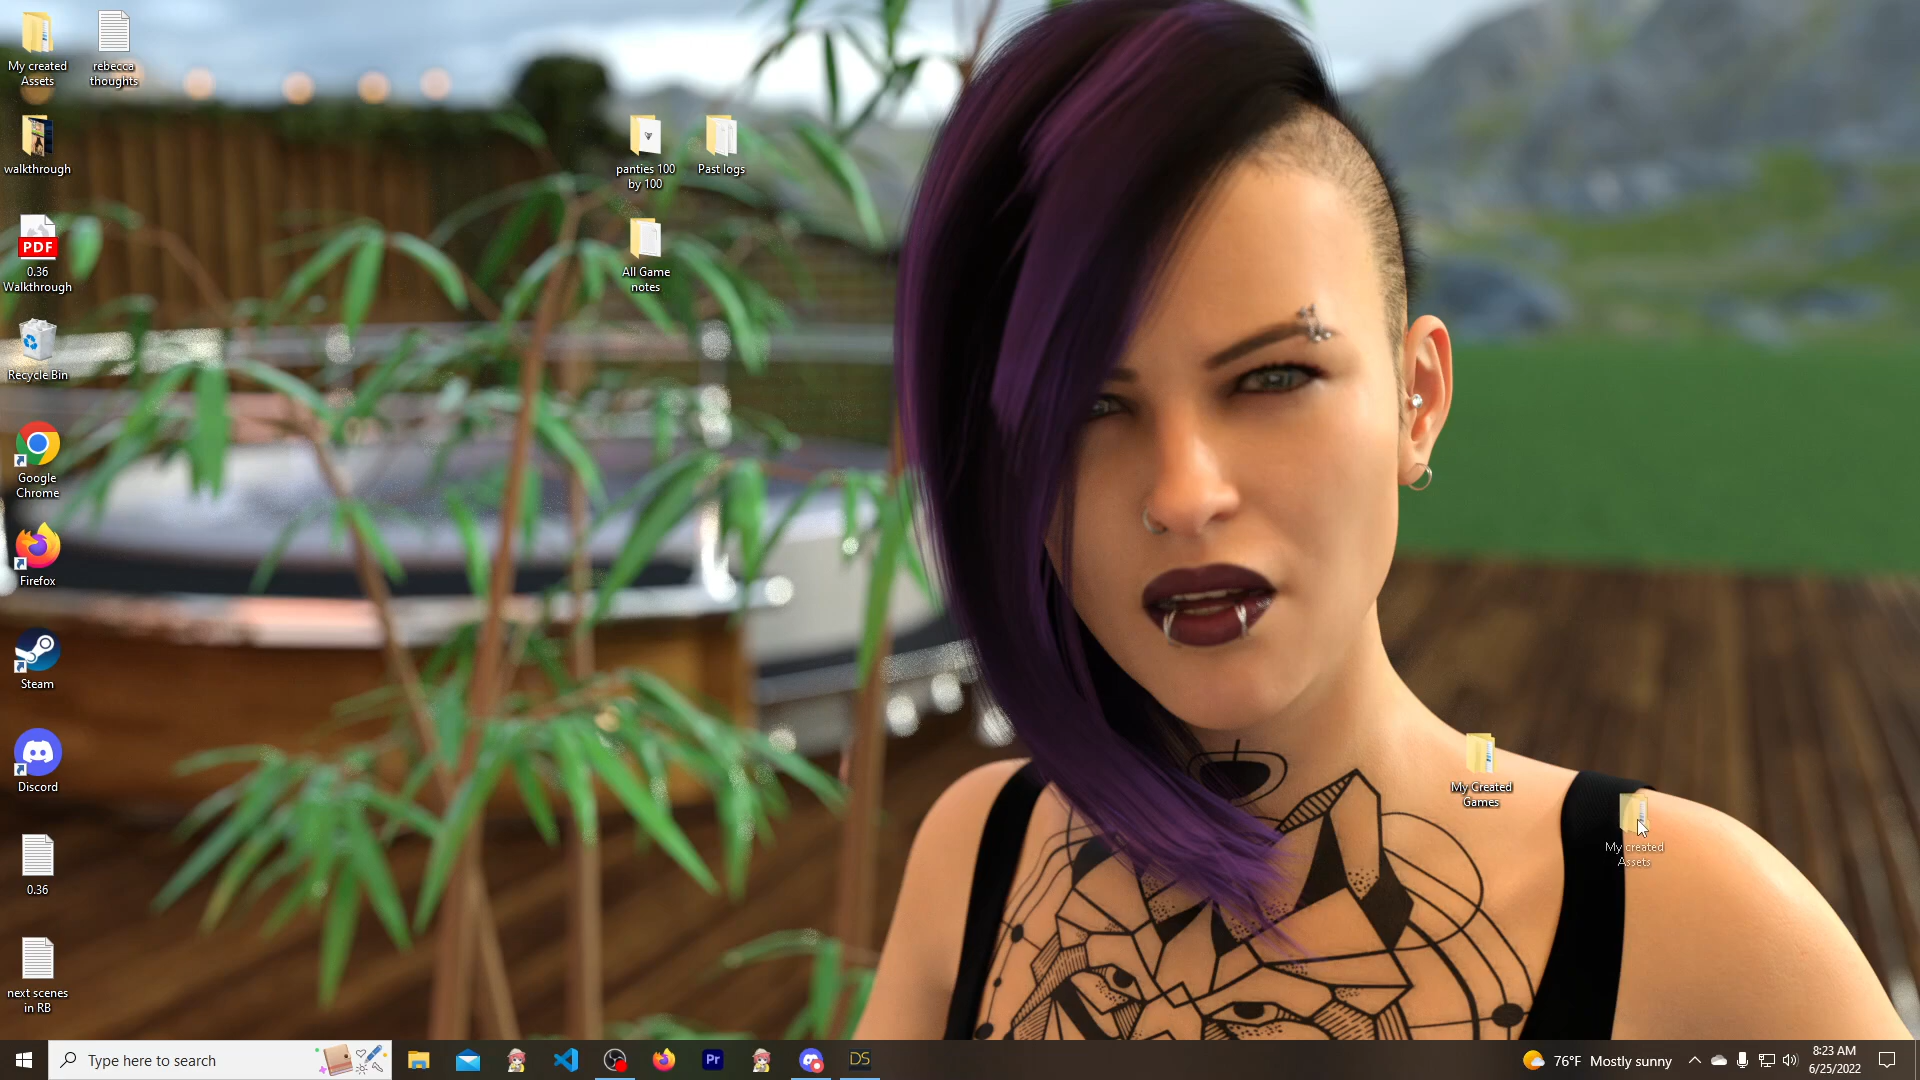 My created
Assets
rebecca
thoughts
walkthrough
panties 100
by 100
Past logs
PDF
0.36
Walkthrough
All Game
notes
Recycle Bin
Google
Chrome
Firefox
Steam
Discord
My Created
Games
My created
Assets
0.36
next scenes
in RB
Type here to search
Pr
DS
76°F Mostly sunny
8:23 AM
6/25/2022